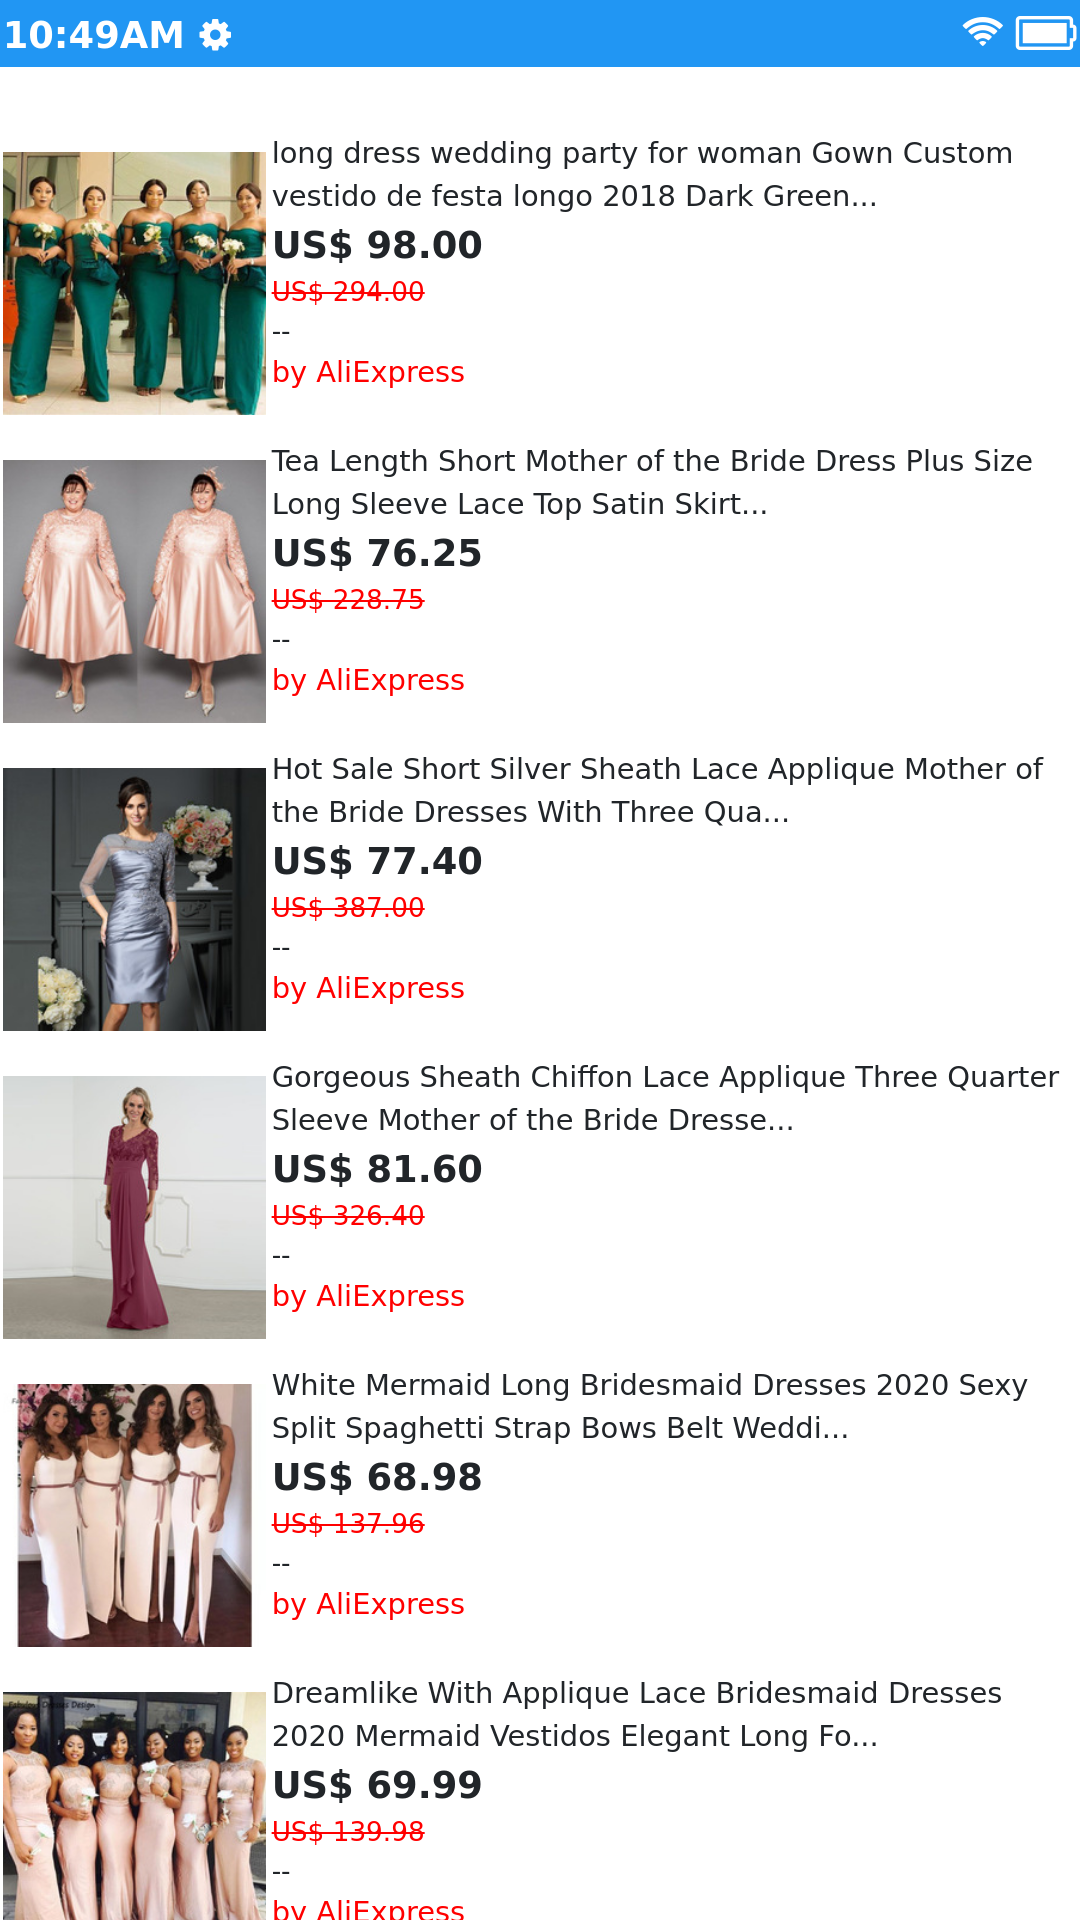 10:49AM
long dress wedding party for woman Gown Custom
vestido de festa longo 2018 Dark Green...
US$ 98.00
US$ 294.00
--
by AliExpress
Tea Length Short Mother of the Bride Dress Plus Size
Long Sleeve Lace Top Satin Skirt...
US$ 76.25
US$ 228.75
--
by AliExpress
Hot Sale Short Silver Sheath Lace Applique Mother of
the Bride Dresses With Three Qua...
US$ 77.40
US$ 387.00
--
by AliExpress
Gorgeous Sheath Chiffon Lace Applique Three Quarter
Sleeve Mother of the Bride Dresse...
US$ 81.60
US$ 326.40
--
by AliExpress
White Mermaid Long Bridesmaid Dresses 2020 Sexy
Split Spaghetti Strap Bows Belt Weddi...
US$ 68.98
US$ 137.96
--
by AliExpress
Dreamlike With Applique Lace Bridesmaid Dresses
2020 Mermaid Vestidos Elegant Long Fo...
US$ 69.99
US$ 139.98
--
by AliExpress